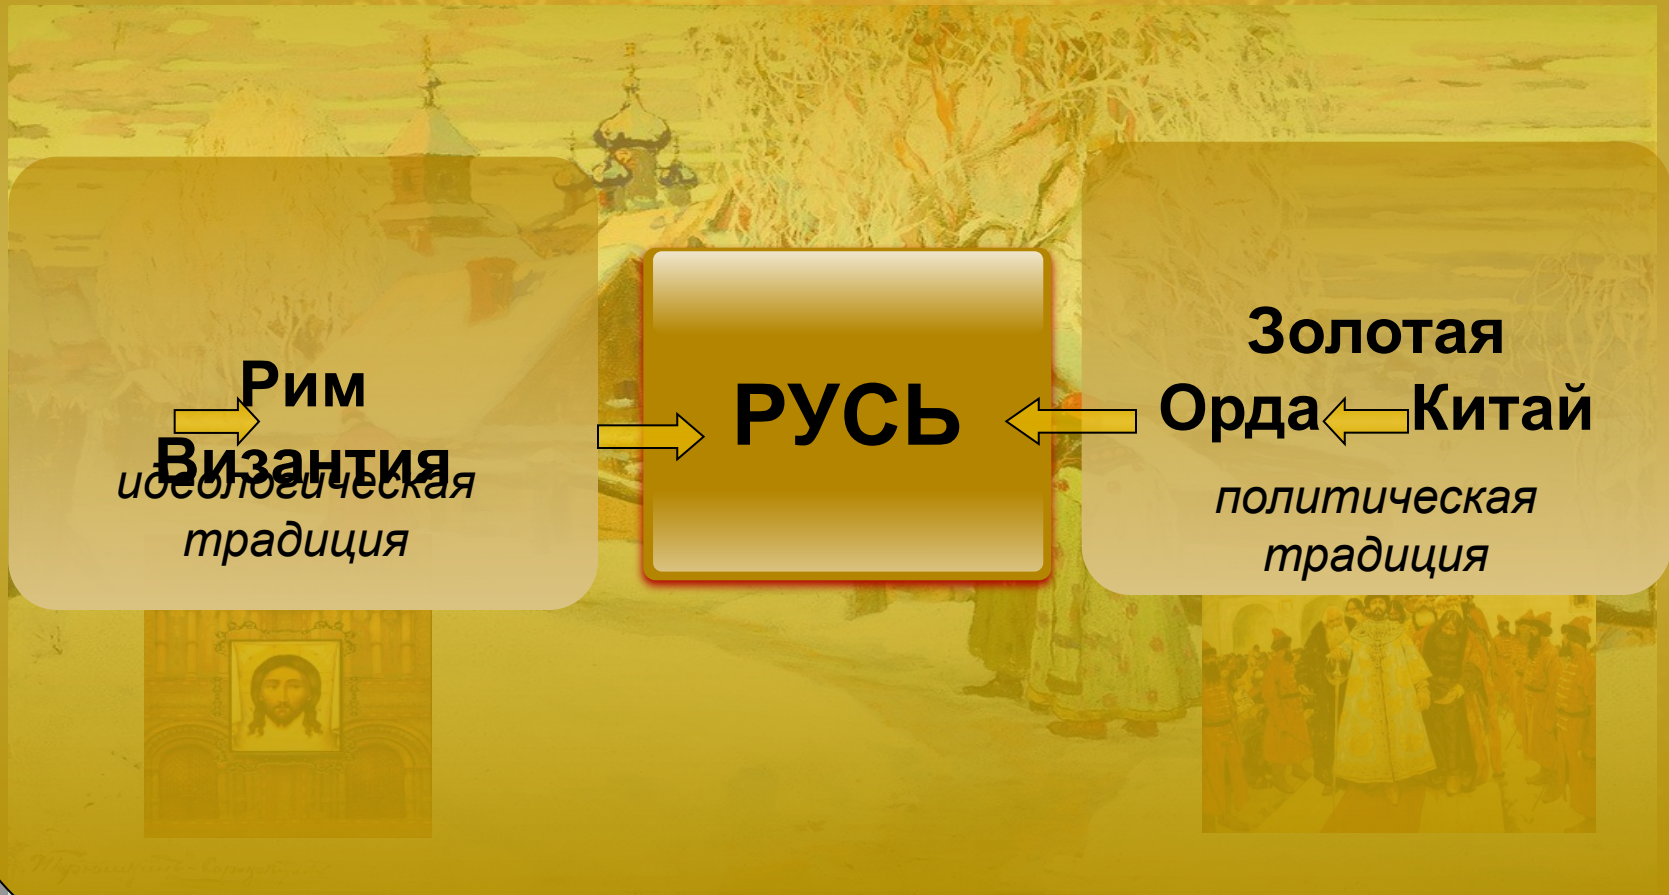 Рим
Византия
идеологическая
традиция
РУСЬ
Золотая
Орда Китай
политическая
традиция